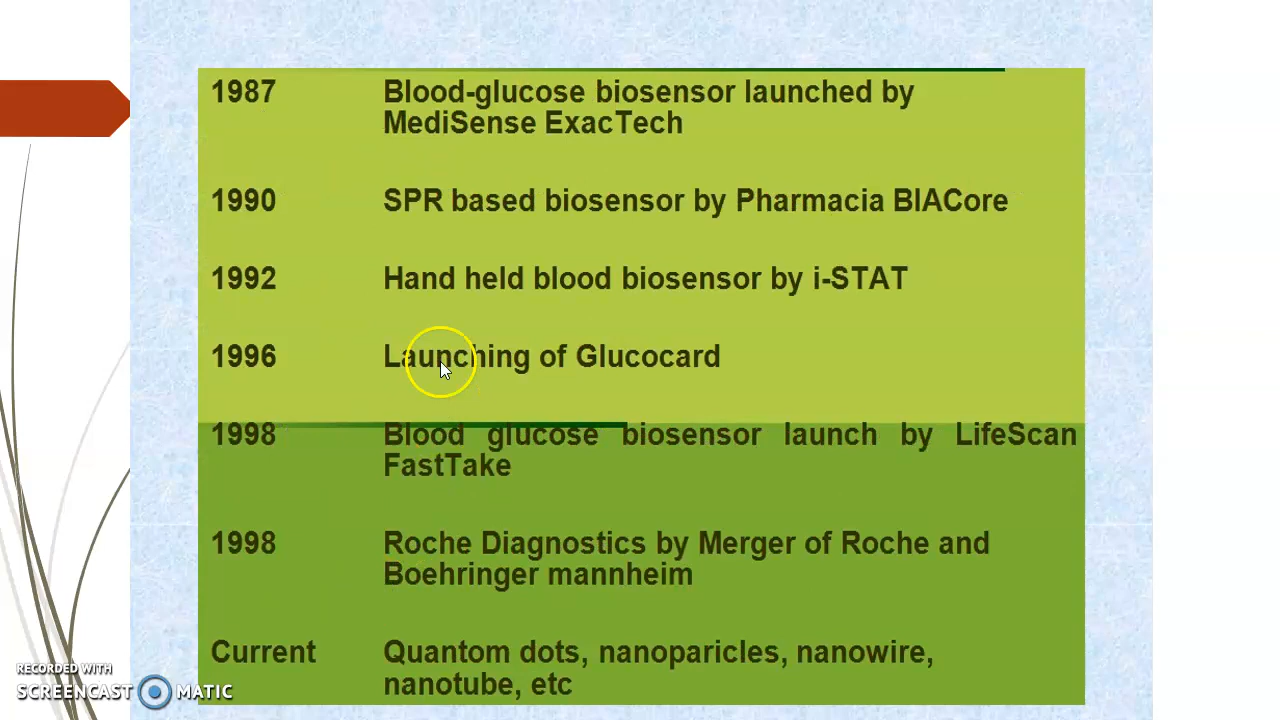 1987 Blood-glucose biosensor launched by
MediSense ExacTech
1990 SPR based biosensor by Pharmacia BIACore
1992 Hand held blood biosensor by i-STAT
1996 Launching of Glucocard
1998 Blood glucose biosensor launch by LifeScan
FastTake
1998 Roche Diagnostics by Merger of Roche and
Boehringer mannheim
Current Quantom dots, nanoparicles, nanowire,
nanotube, etc
RECORDED WITH
SCREENCAST MATIC